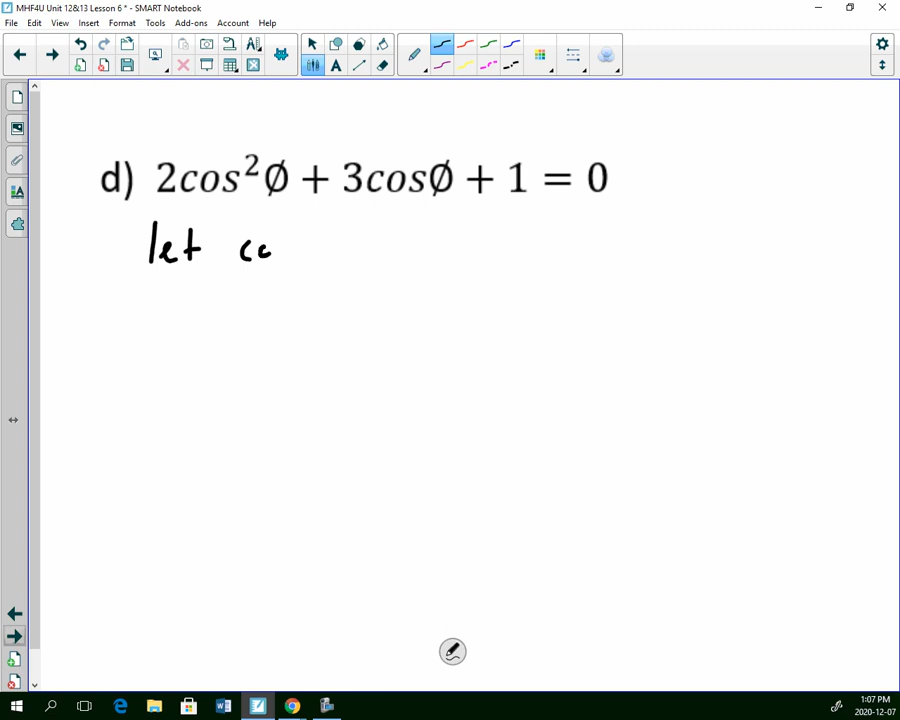 MHF4U Unit 12&13 Lesson 6 * - SMART Notebook
File Edit View Insert Format Tools Add-ons Account Help
d) 2cos²∅ + 3cos∅ + 1 = 0
let co
1:07 PM
2020-12-07